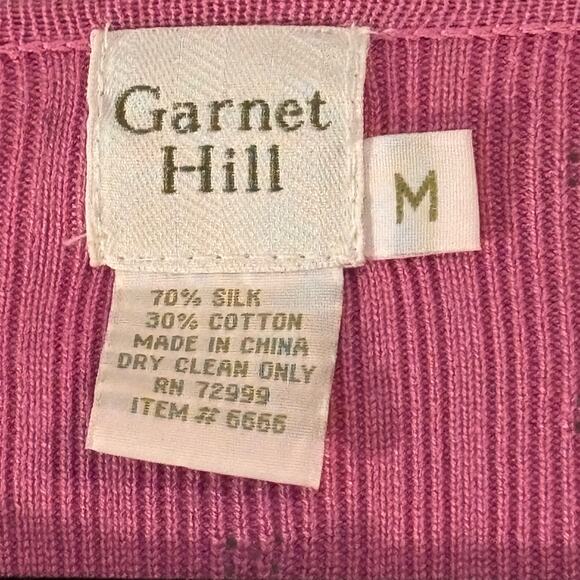 Garnet
Hill
M
70% SILK
30% COTTON
MADE IN CHINA
DRY CLEAN ONLY
RN 72999
ITEM # 6666